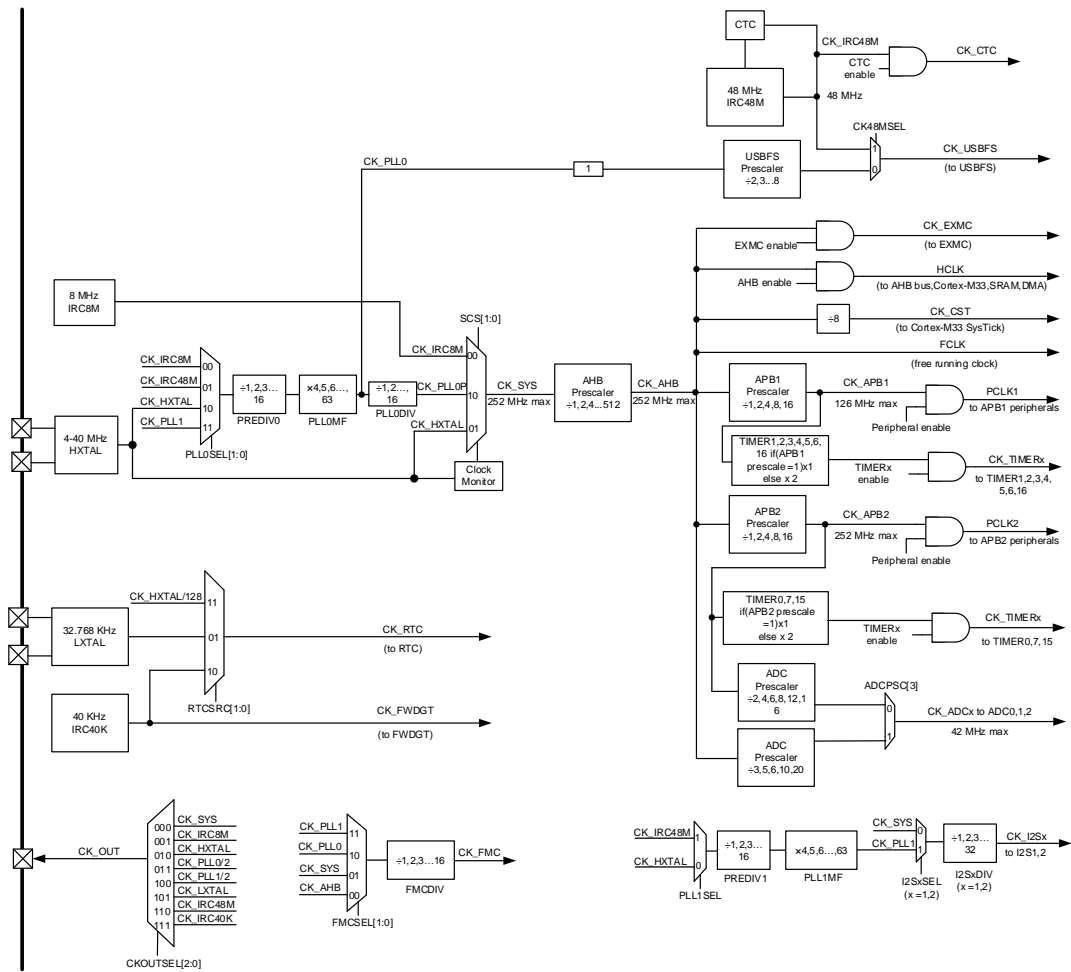 CTC
CK_IRC48M
CTC
enable
CK_CTC
48 MHz
IRC48M
48 MHz
CK48MSEL
CK_PLL0
1
USBFS
Prescaler
÷2,3...8
1
0
CK_USBFS
(to USBFS)
EXMC enable
CK_EXMC
(to EXMC)
AHB enable
HCLK
(to AHB bus,Cortex-M33,SRAM,DMA)
8 MHz
IRC8M
÷8
CK_CST
(to Cortex-M33 SysTick)
FCLK
(free running clock)
SCS[1:0]
CK_IRC8M
00
CK_PLL0P
10
CK_HXTAL
01
CK_IRC8M
00
CK_IRC48M
01
CK_HXTAL
10
CK_PLL1
11
PLL0SEL[1:0]
÷1,2,3...
16
PREDIV0
×4,5,6...,
63
PLL0MF
÷1,2...,
16
PLL0DIV
CK_SYS
252 MHz max
AHB
Prescaler
÷1,2,4...512
CK_AHB
252 MHz max
4-40 MHz
HXTAL
Clock
Monitor
APB1
Prescaler
÷1,2,4,8,16
CK_APB1
126 MHz max
Peripheral enable
PCLK1
to APB1 peripherals
TIMER1,2,3,4,5,6,
16 if(APB1
prescale =1)x1
else x 2
TIMERx
enable
CK_TIMERx
to TIMER1,2,3,4,
5,6,16
APB2
Prescaler
÷1,2,4,8,16
CK_APB2
252 MHz max
Peripheral enable
PCLK2
to APB2 peripherals
TIMER0,7,15
if(APB2 prescale
=1)x1
else x 2
TIMERx
enable
CK_TIMERx
to TIMER0,7,15
ADC
Prescaler
÷2,4,6,8,12,1
6
ADC
Prescaler
÷3,5,6,10,20
ADCPSC[3]
0
1
CK_ADCx to ADC0,1,2
42 MHz max
CK_HXTAL/128
11
01
10
32.768 KHz
LXTAL
CK_RTC
(to RTC)
RTCSRC[1:0]
40 KHz
IRC40K
CK_FWDGT
(to FWDGT)
CK_OUT
000
CK_SYS
001
CK_IRC8M
010
CK_HXTAL
011
CK_PLL0/2
100
CK_PLL1/2
101
CK_LXTAL
110
CK_IRC48M
111
CK_IRC40K
CKOUTSEL[2:0]
CK_PLL1
11
CK_PLL0
10
CK_SYS
01
CK_AHB
00
FMCSEL[1:0]
÷1,2,3...16
FMCDIV
CK_FMC
CK_IRC48M
1
CK_HXTAL
0
PLL1SEL
÷1,2,3...
16
PREDIV1
×4,5,6...,63
PLL1MF
CK_SYS
0
CK_PLL1
1
I2SxSEL
(x =1,2)
÷1,2,3...
32
I2SxDIV
(x =1,2)
CK_I2Sx
to I2S1,2